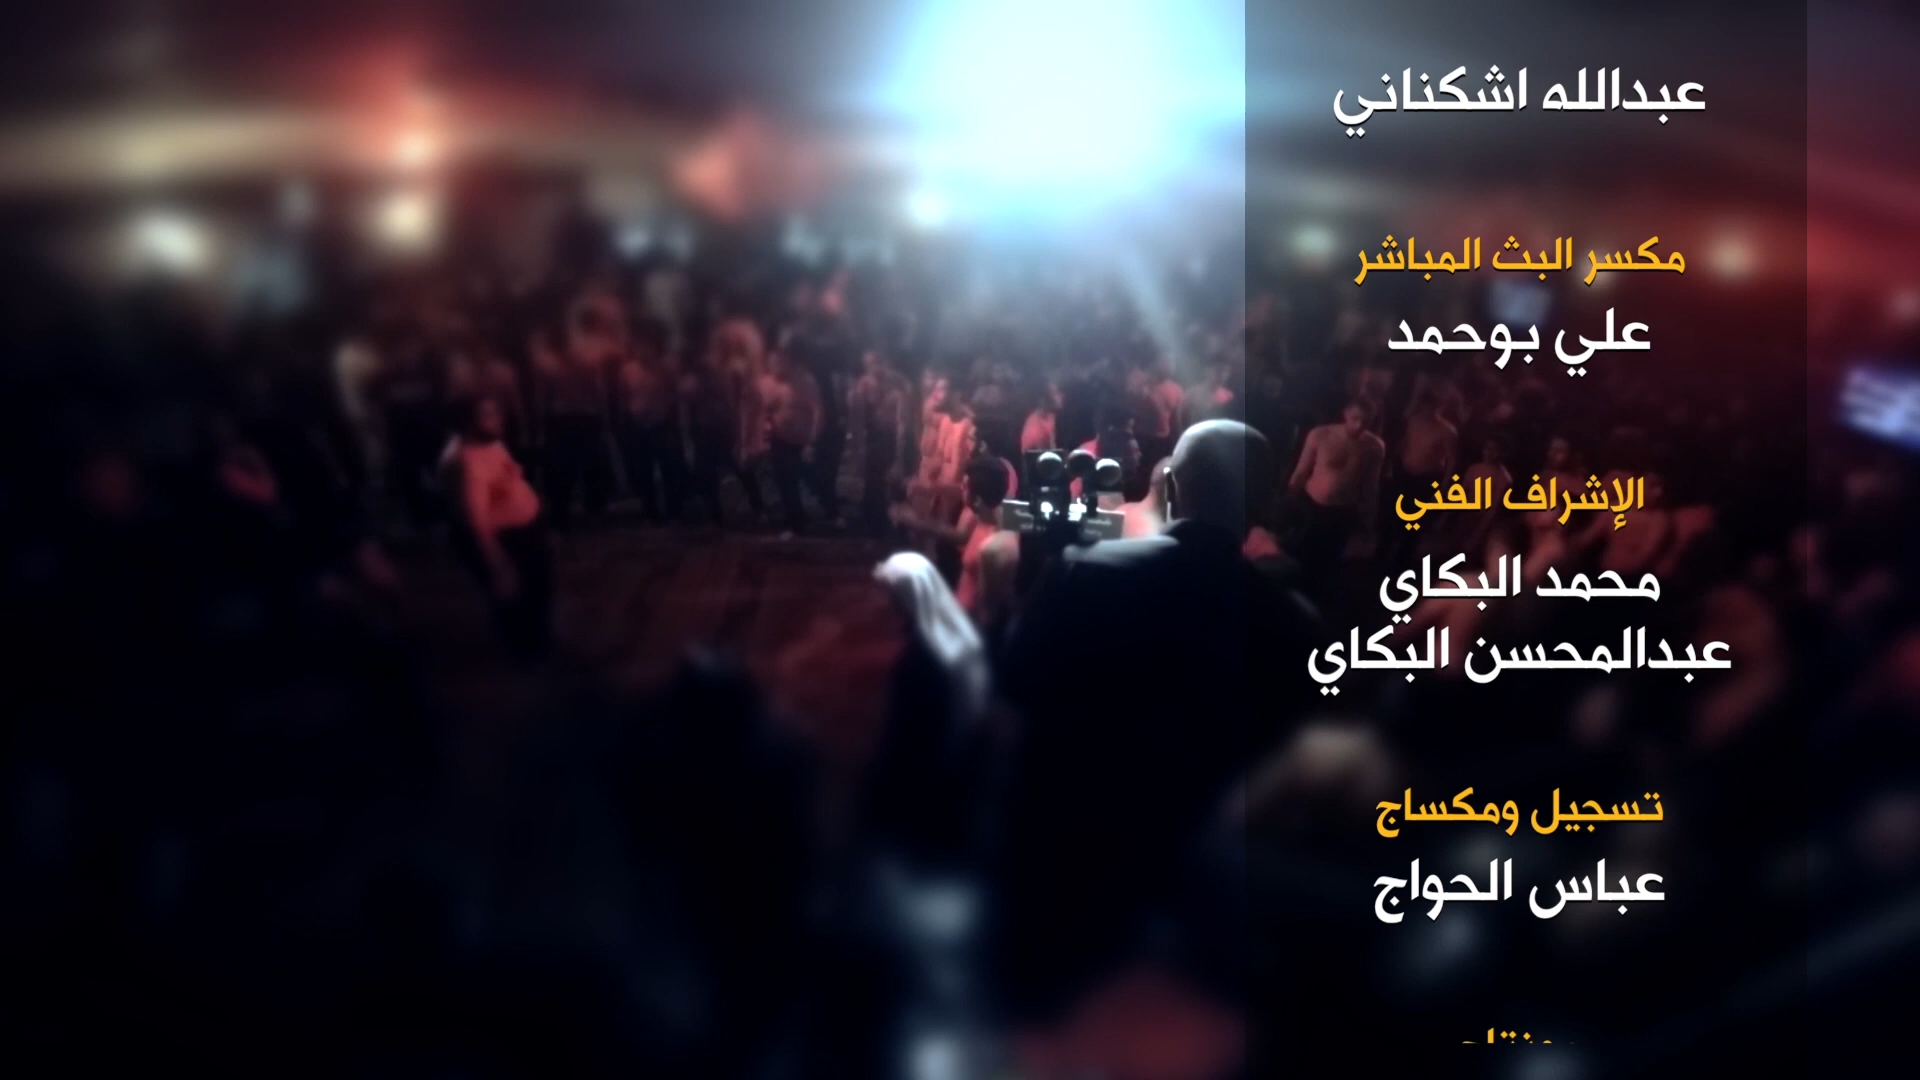 عبدالله اشكناني
مكسر البث المباشر
علي بوحمد
الإشراف الفني
محمد البكاي
عبدالمحسن البكاي
تسجيل ومكساج
عباس الحواج